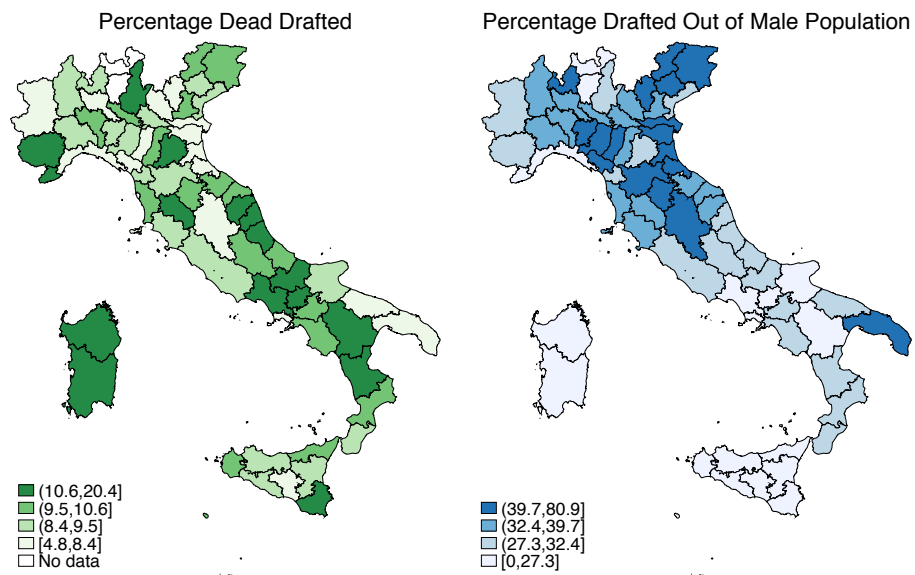 Percentage Dead Drafted
Percentage Drafted Out of Male Population
(10.6,20.4]
(9.5,10.6]
(8.4,9.5]
[4.8,8.4]
No data
(39.7,80.9]
(32.4,39.7]
(27.3,32.4]
[0,27.3]